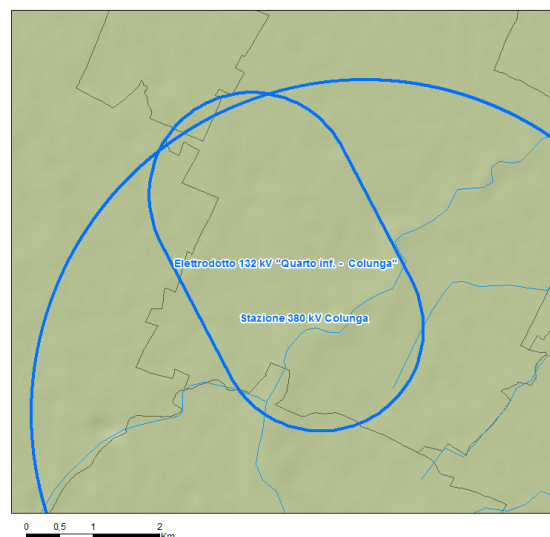 Elettrodotto 132 kV "Quarto inf. - Colunga"
Stazione 380 kV Colunga
0 0,5 1 2
Km